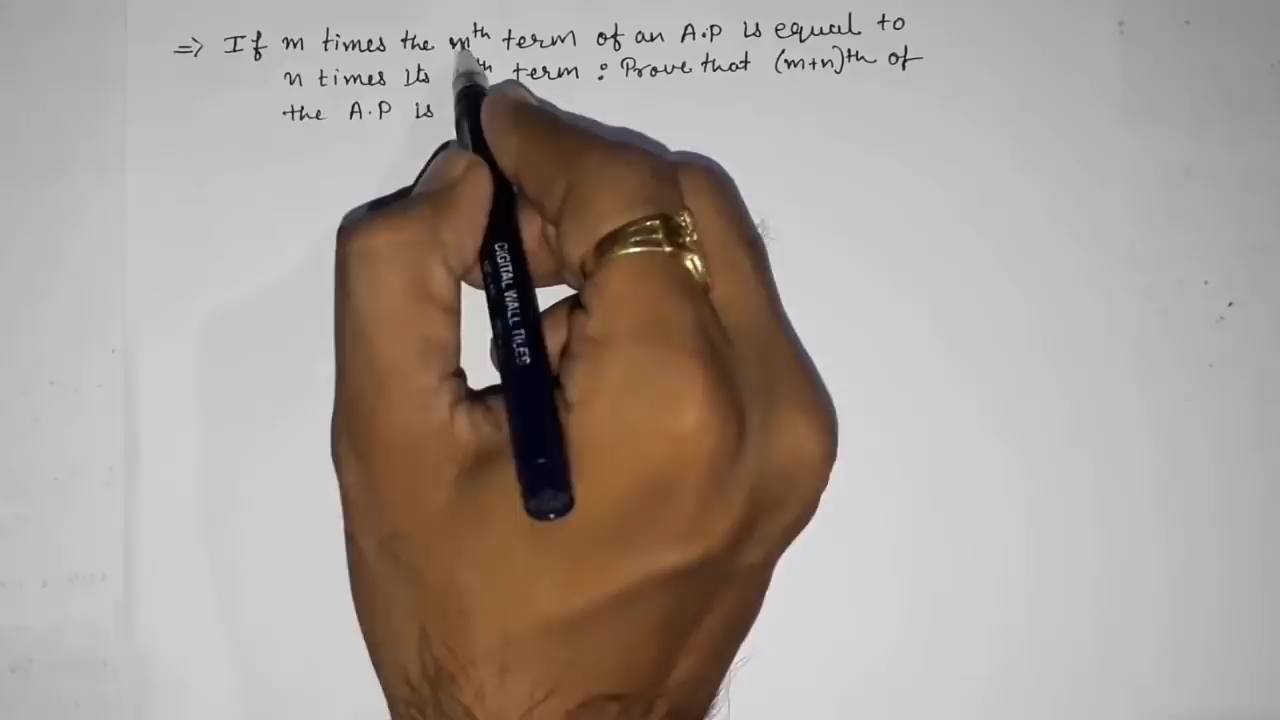 => If m times the mth term of an A.P is equal to
n times its th term : Prove that (m+n)th of
the A.P is
DIGITAL WALL TILES